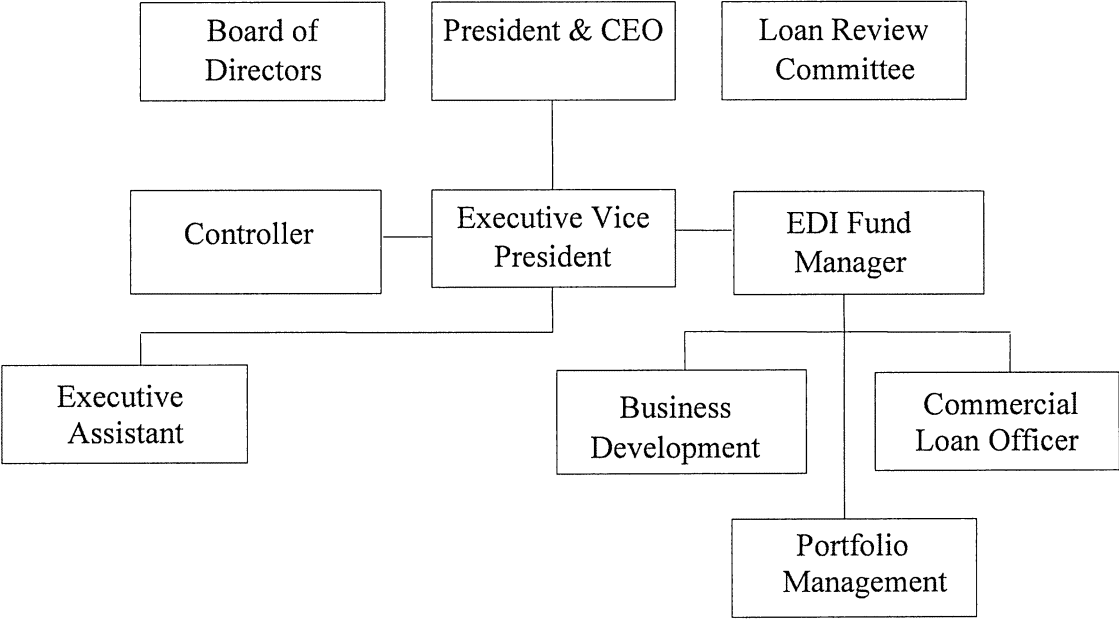 Board of
Directors
President & CEO
Loan Review
Committee
Controller
Executive Vice
President
EDI Fund
Manager
Executive
Assistant
Business
Development
Commercial
Loan Officer
Portfolio
Management